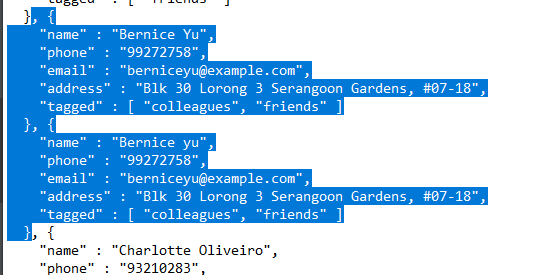 tagged : [ "friends" ]
}, {
"name" : "Bernice Yu",
"phone" : "99272758",
"email" : "berniceyu@example.com",
"address" : "Blk 30 Lorong 3 Serangoon Gardens, #07-18",
"tagged" : [ "colleagues", "friends" ]
}, {
"name" : "Bernice yu",
"phone" : "99272758",
"email" : "berniceyu@example.com",
"address" : "Blk 30 Lorong 3 Serangoon Gardens, #07-18",
"tagged" : [ "colleagues", "friends" ]
}, {
"name" : "Charlotte Oliveiro",
"phone" : "93210283",